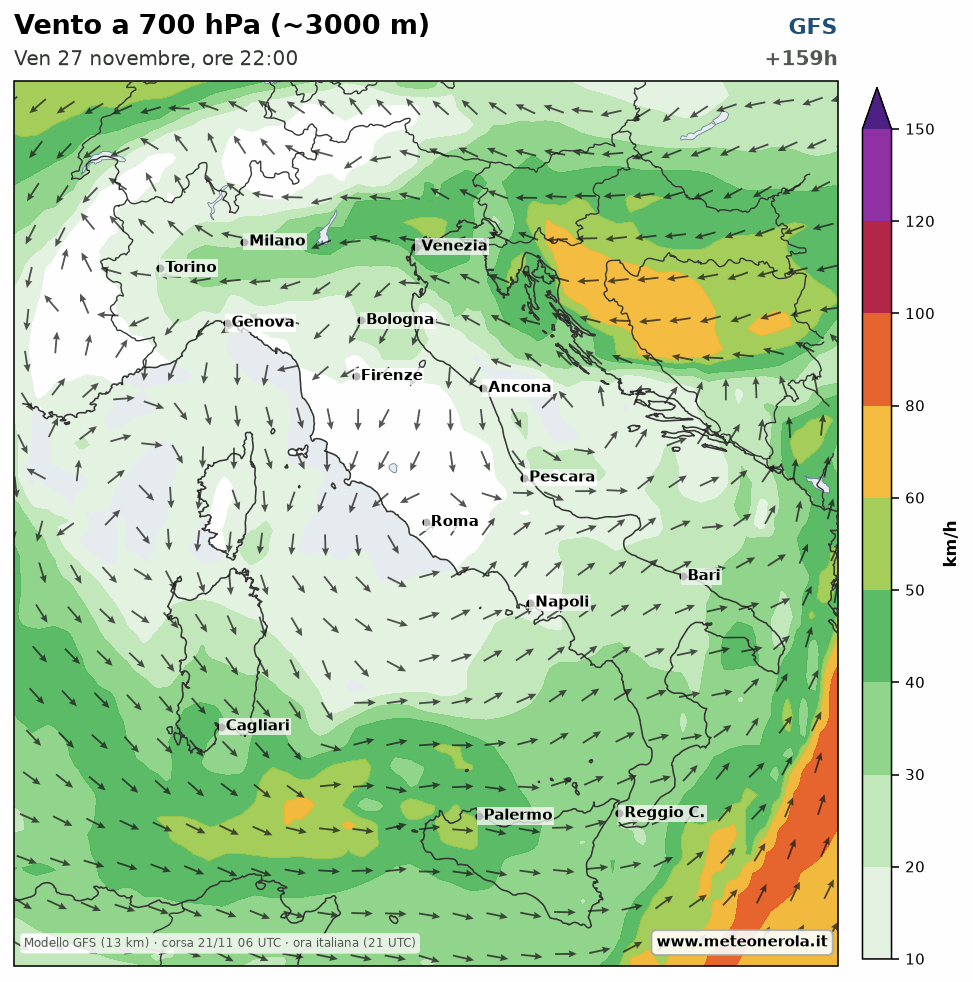 Vento a 700 hPa (~3000 m)
GFS
Ven 27 novembre, ore 22:00
+159h
Milano
Venezia
Torino
Genova
Bologna
Firenze
Ancona
Pescara
Roma
Bari
Napoli
Cagliari
Palermo
Reggio C.
Modello GFS (13 km) · corsa 21/11 06 UTC · ora italiana (21 UTC)
www.meteonerola.it
150
120
100
80
60
50
40
30
20
10
km/h